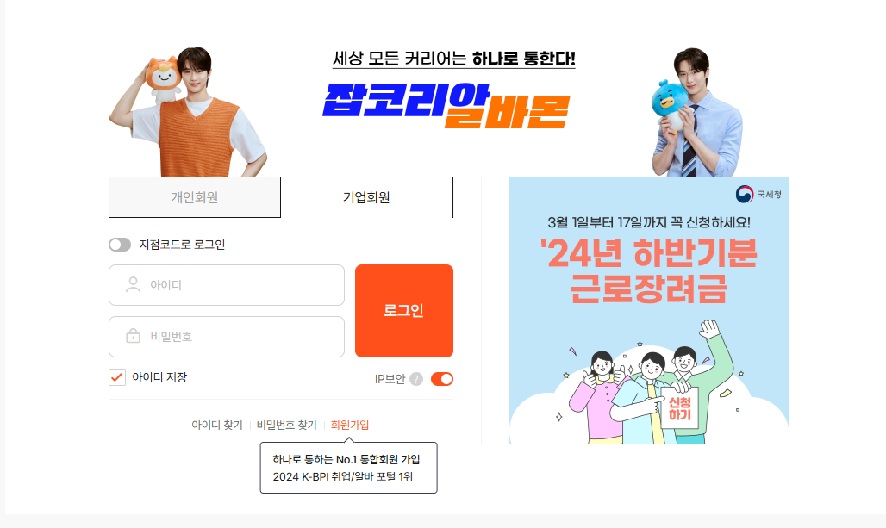 세상 모든 커리어는 하나로 통한다!
잡코리아
알바몬
개인회원
기업회원
지점코드로 로그인
아이디
비밀번호
로그인
아이디 저장
IP보안 ?
아이디 찾기 | 비밀번호 찾기 | 회원가입
하나로 통하는 No.1 통합회원 가입
2024 K-BPI 취업/알바 포털 1위
국세청
3월 1일부터 17일까지 꼭 신청하세요!
'24년 하반기분
근로장려금
신청
하기